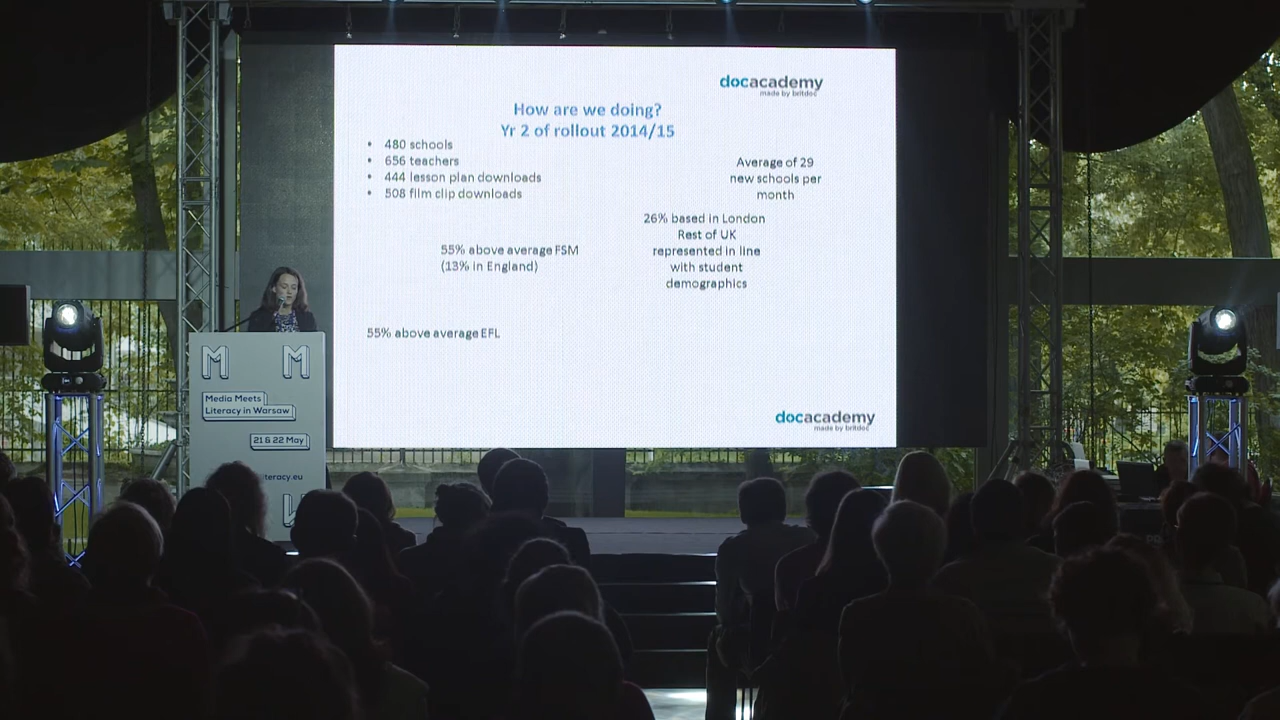 docacademy
made by britdoc
How are we doing?
Yr 2 of rollout 2014/15
• 480 schools
• 656 teachers
• 444 lesson plan downloads
• 508 film clip downloads
Average of 29
new schools per
month
26% based in London
Rest of UK
represented in line
with student
demographics
55% above average FSM
(13% in England)
55% above average EFL
docacademy
made by britdoc
M M
Media Meets
Literacy in Warsaw
21 & 22 May
iteracy.eu